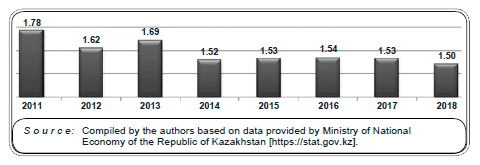 1.78
1.62
1.69
1.52
1.53
1.54
1.53
1.50
2011 2012 2013 2014 2015 2016 2017 2018
Source: Compiled by the authors based on data provided by Ministry of National
Economy of the Republic of Kazakhstan [https://stat.gov.kz].